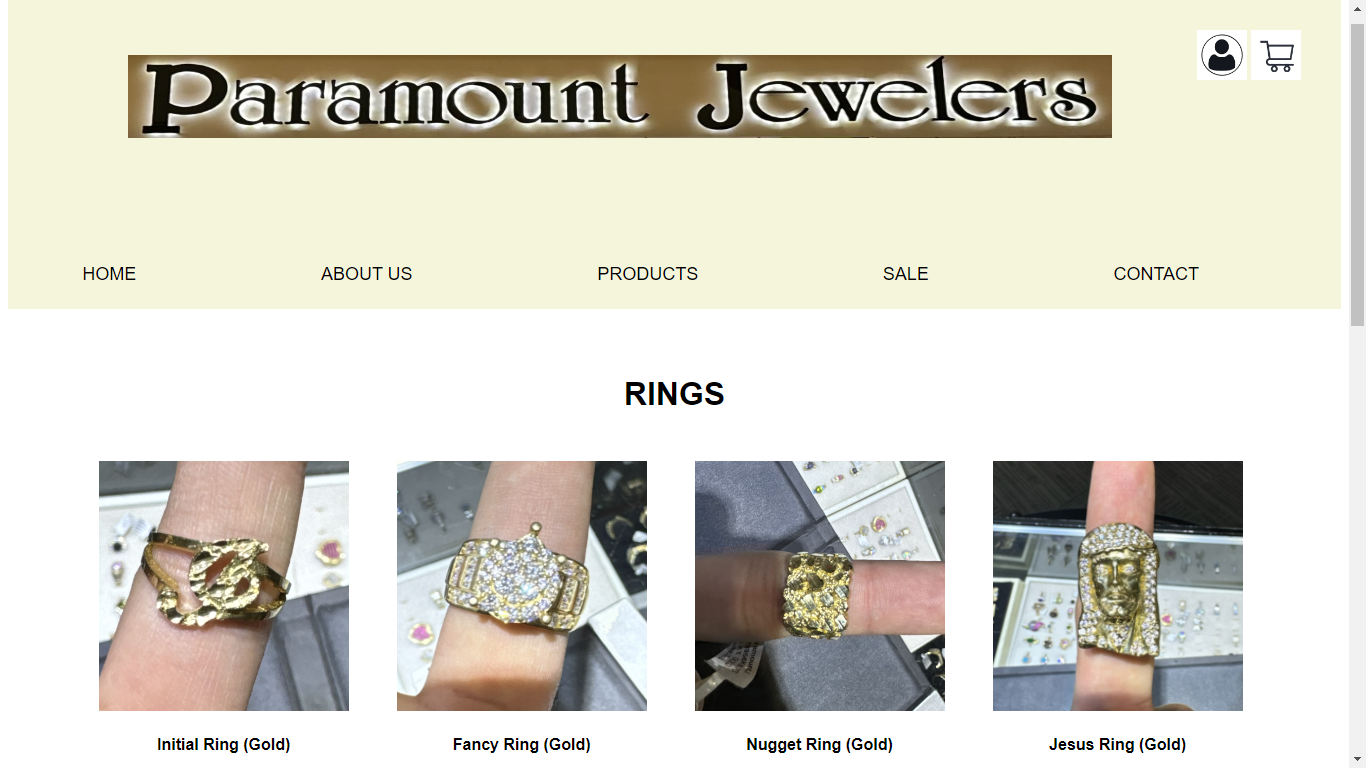 Paramount Jewelers
HOME ABOUT US PRODUCTS SALE CONTACT
RINGS
Initial Ring (Gold) Fancy Ring (Gold) Nugget Ring (Gold) Jesus Ring (Gold)